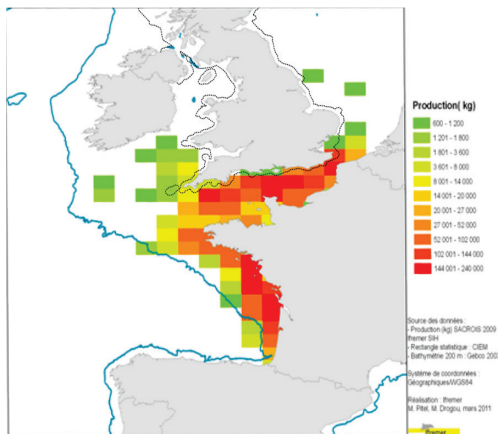 Production( kg)
600 - 1 200
1 201 - 1 800
1 801 - 3 600
3 601 - 8 000
8 001 - 14 000
14 001 - 20 000
20 001 - 27 000
27 001 - 52 000
52 001 - 102 000
102 001 - 144 000
144 001 - 240 000
Source des données :
- Production (kg) SACROIS 2009
Ifremer SIH
- Rectangle statistique : CIEM
- Bathymétrie 200 m : Gebco 2003
Système de coordonnées :
Géographiques/WGS84
Réalisation : Ifremer
M. Pitel, M. Drogou, mars 2011
Ifremer